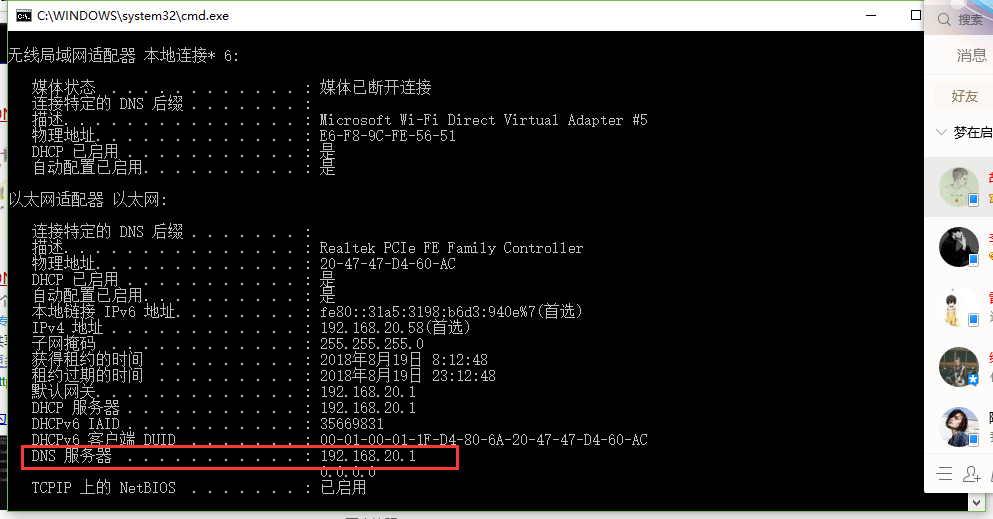 C:\WINDOWS\system32\cmd.exe
无线局域网适配器 本地连接* 6:
媒体状态 . . . . . . . . . . . . : 媒体已断开连接
连接特定的 DNS 后缀 . . . . . . . :
描述. . . . . . . . . . . . . . . : Microsoft Wi-Fi Direct Virtual Adapter #5
物理地址. . . . . . . . . . . . . : E6-F8-9C-FE-56-51
DHCP 已启用 . . . . . . . . . . . : 是
自动配置已启用. . . . . . . . . . : 是
以太网适配器 以太网:
连接特定的 DNS 后缀 . . . . . . . :
描述. . . . . . . . . . . . . . . : Realtek PCIe FE Family Controller
物理地址. . . . . . . . . . . . . : 20-47-47-D4-60-AC
DHCP 已启用 . . . . . . . . . . . : 是
自动配置已启用. . . . . . . . . . : 是
本地链接 IPv6 地址. . . . . . . . : fe80::31a5:3198:b6d3:940e%7(首选)
IPv4 地址 . . . . . . . . . . . . : 192.168.20.58(首选)
子网掩码 . . . . . . . . . . . . : 255.255.255.0
获得租约的时间 . . . . . . . . . : 2018年8月19日 8:12:48
租约过期的时间 . . . . . . . . . : 2018年8月19日 23:12:48
默认网关. . . . . . . . . . . . . : 192.168.20.1
DHCP 服务器 . . . . . . . . . . . : 192.168.20.1
DHCPv6 IAID . . . . . . . . . . . : 35669831
DHCPv6 客户端 DUID . . . . . . . : 00-01-00-01-1F-D4-80-6A-20-47-47-D4-60-AC
DNS 服务器 . . . . . . . . . . . : 192.168.20.1
0.0.0.0
TCPIP 上的 NetBIOS . . . . . . . : 已启用
搜索
消息
好友
梦在启